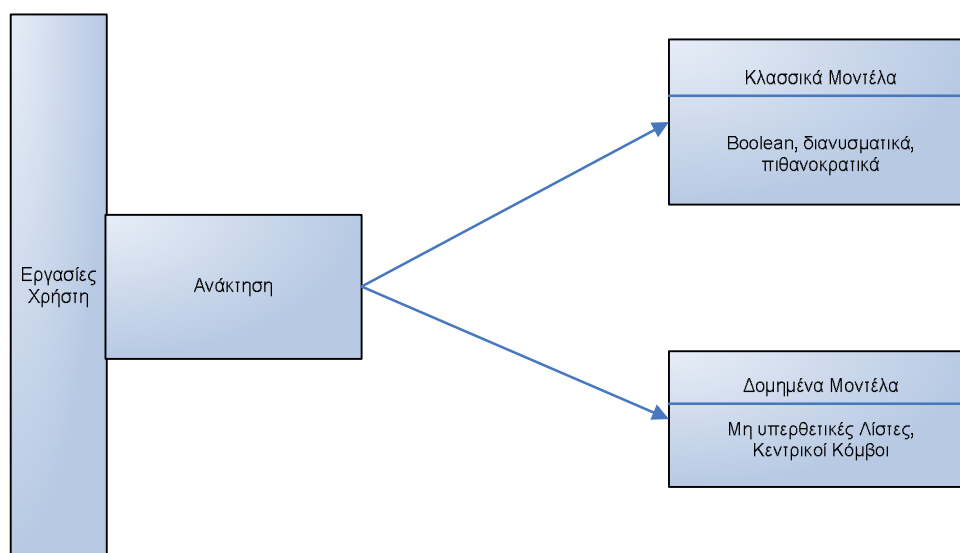 Εργασίες
Χρήστη
Ανάκτηση
Κλασσικά Μοντέλα
Boolean, διανυσματικά,
πιθανοκρατικά
Δομημένα Μοντέλα
Μη υπερθετικές Λίστες,
Κεντρικοί Κόμβοι